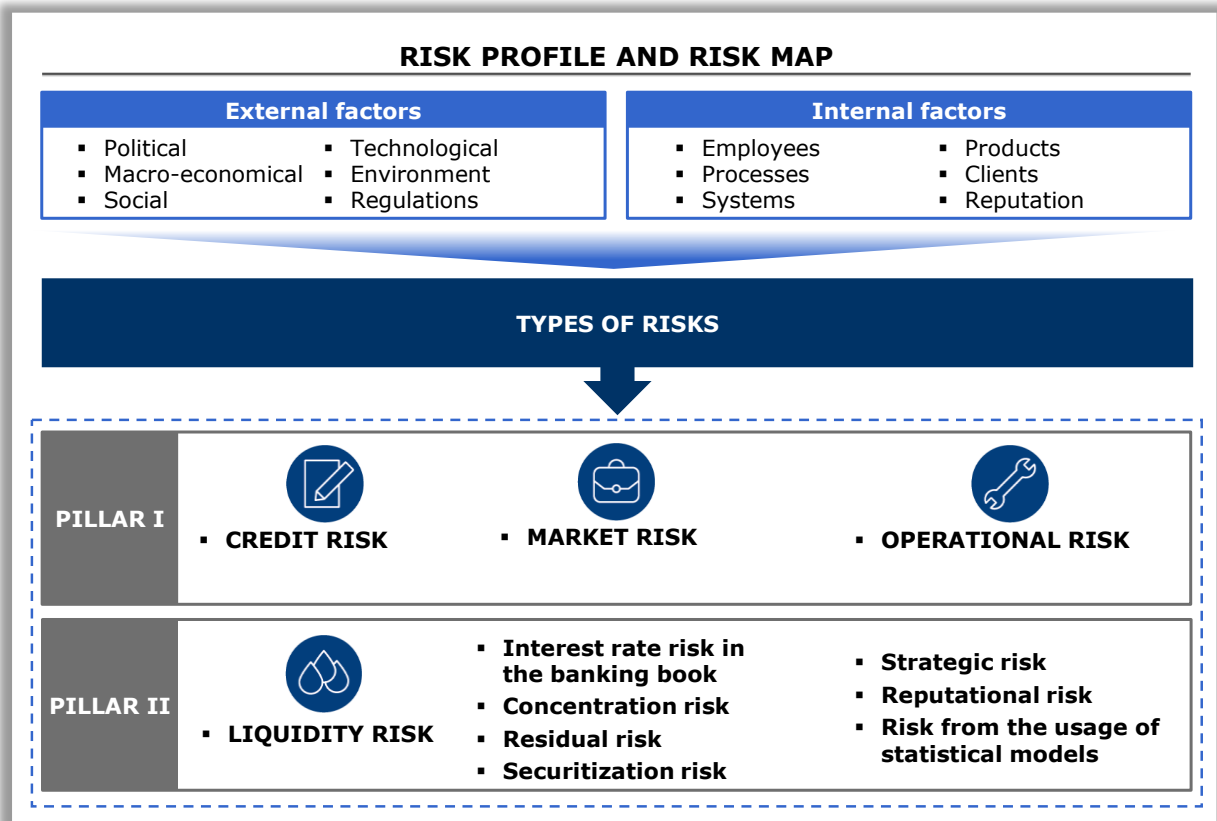 RISK PROFILE AND RISK MAP
External factors
▪ Political
▪ Macro-economical
▪ Social
▪ Technological
▪ Environment
▪ Regulations
Internal factors
▪ Employees
▪ Processes
▪ Systems
▪ Products
▪ Clients
▪ Reputation
TYPES OF RISKS
PILLAR I
▪ CREDIT RISK
▪ MARKET RISK
▪ OPERATIONAL RISK
PILLAR II
▪ LIQUIDITY RISK
▪ Interest rate risk in
the banking book
▪ Concentration risk
▪ Residual risk
▪ Securitization risk
▪ Strategic risk
▪ Reputational risk
▪ Risk from the usage of
statistical models